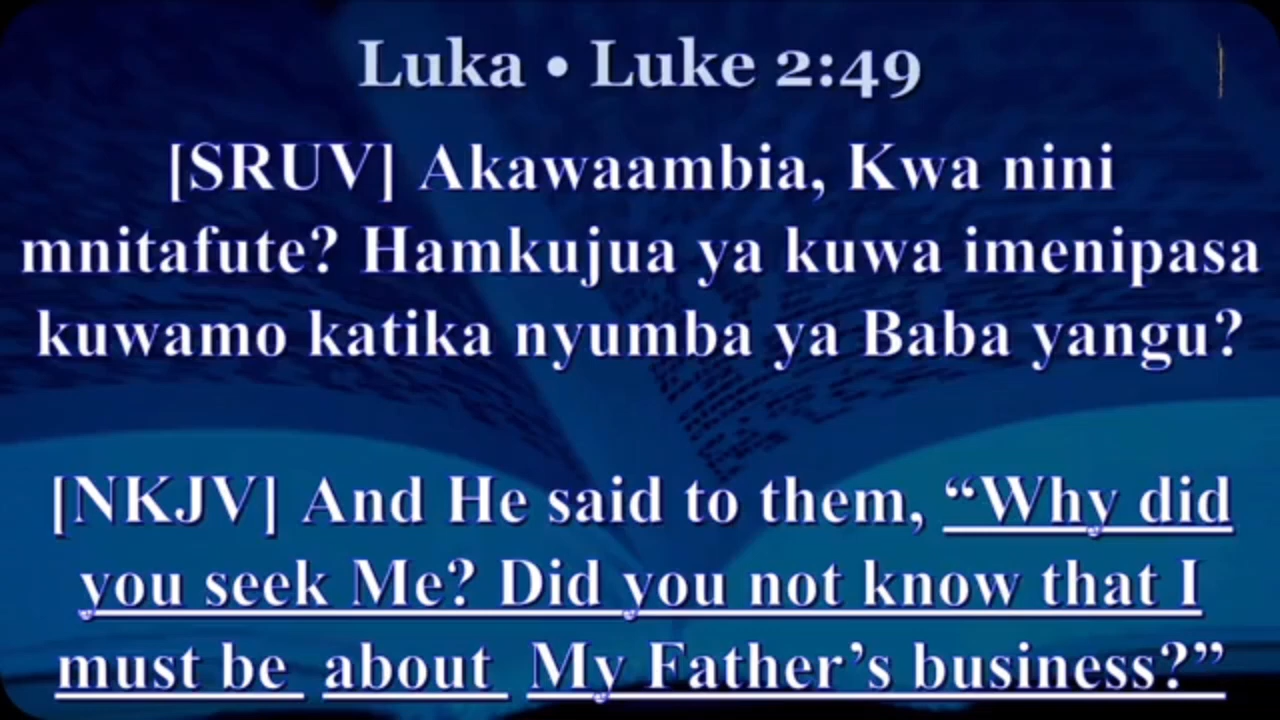 Luka • Luke 2:49
[SRUV] Akawaambia, Kwa nini
mnitafute? Hamkujua ya kuwa imenipasa
kuwamo katika nyumba ya Baba yangu?
[NKJV] And He said to them, “Why did
you seek Me? Did you not know that I
must be about My Father’s business?”